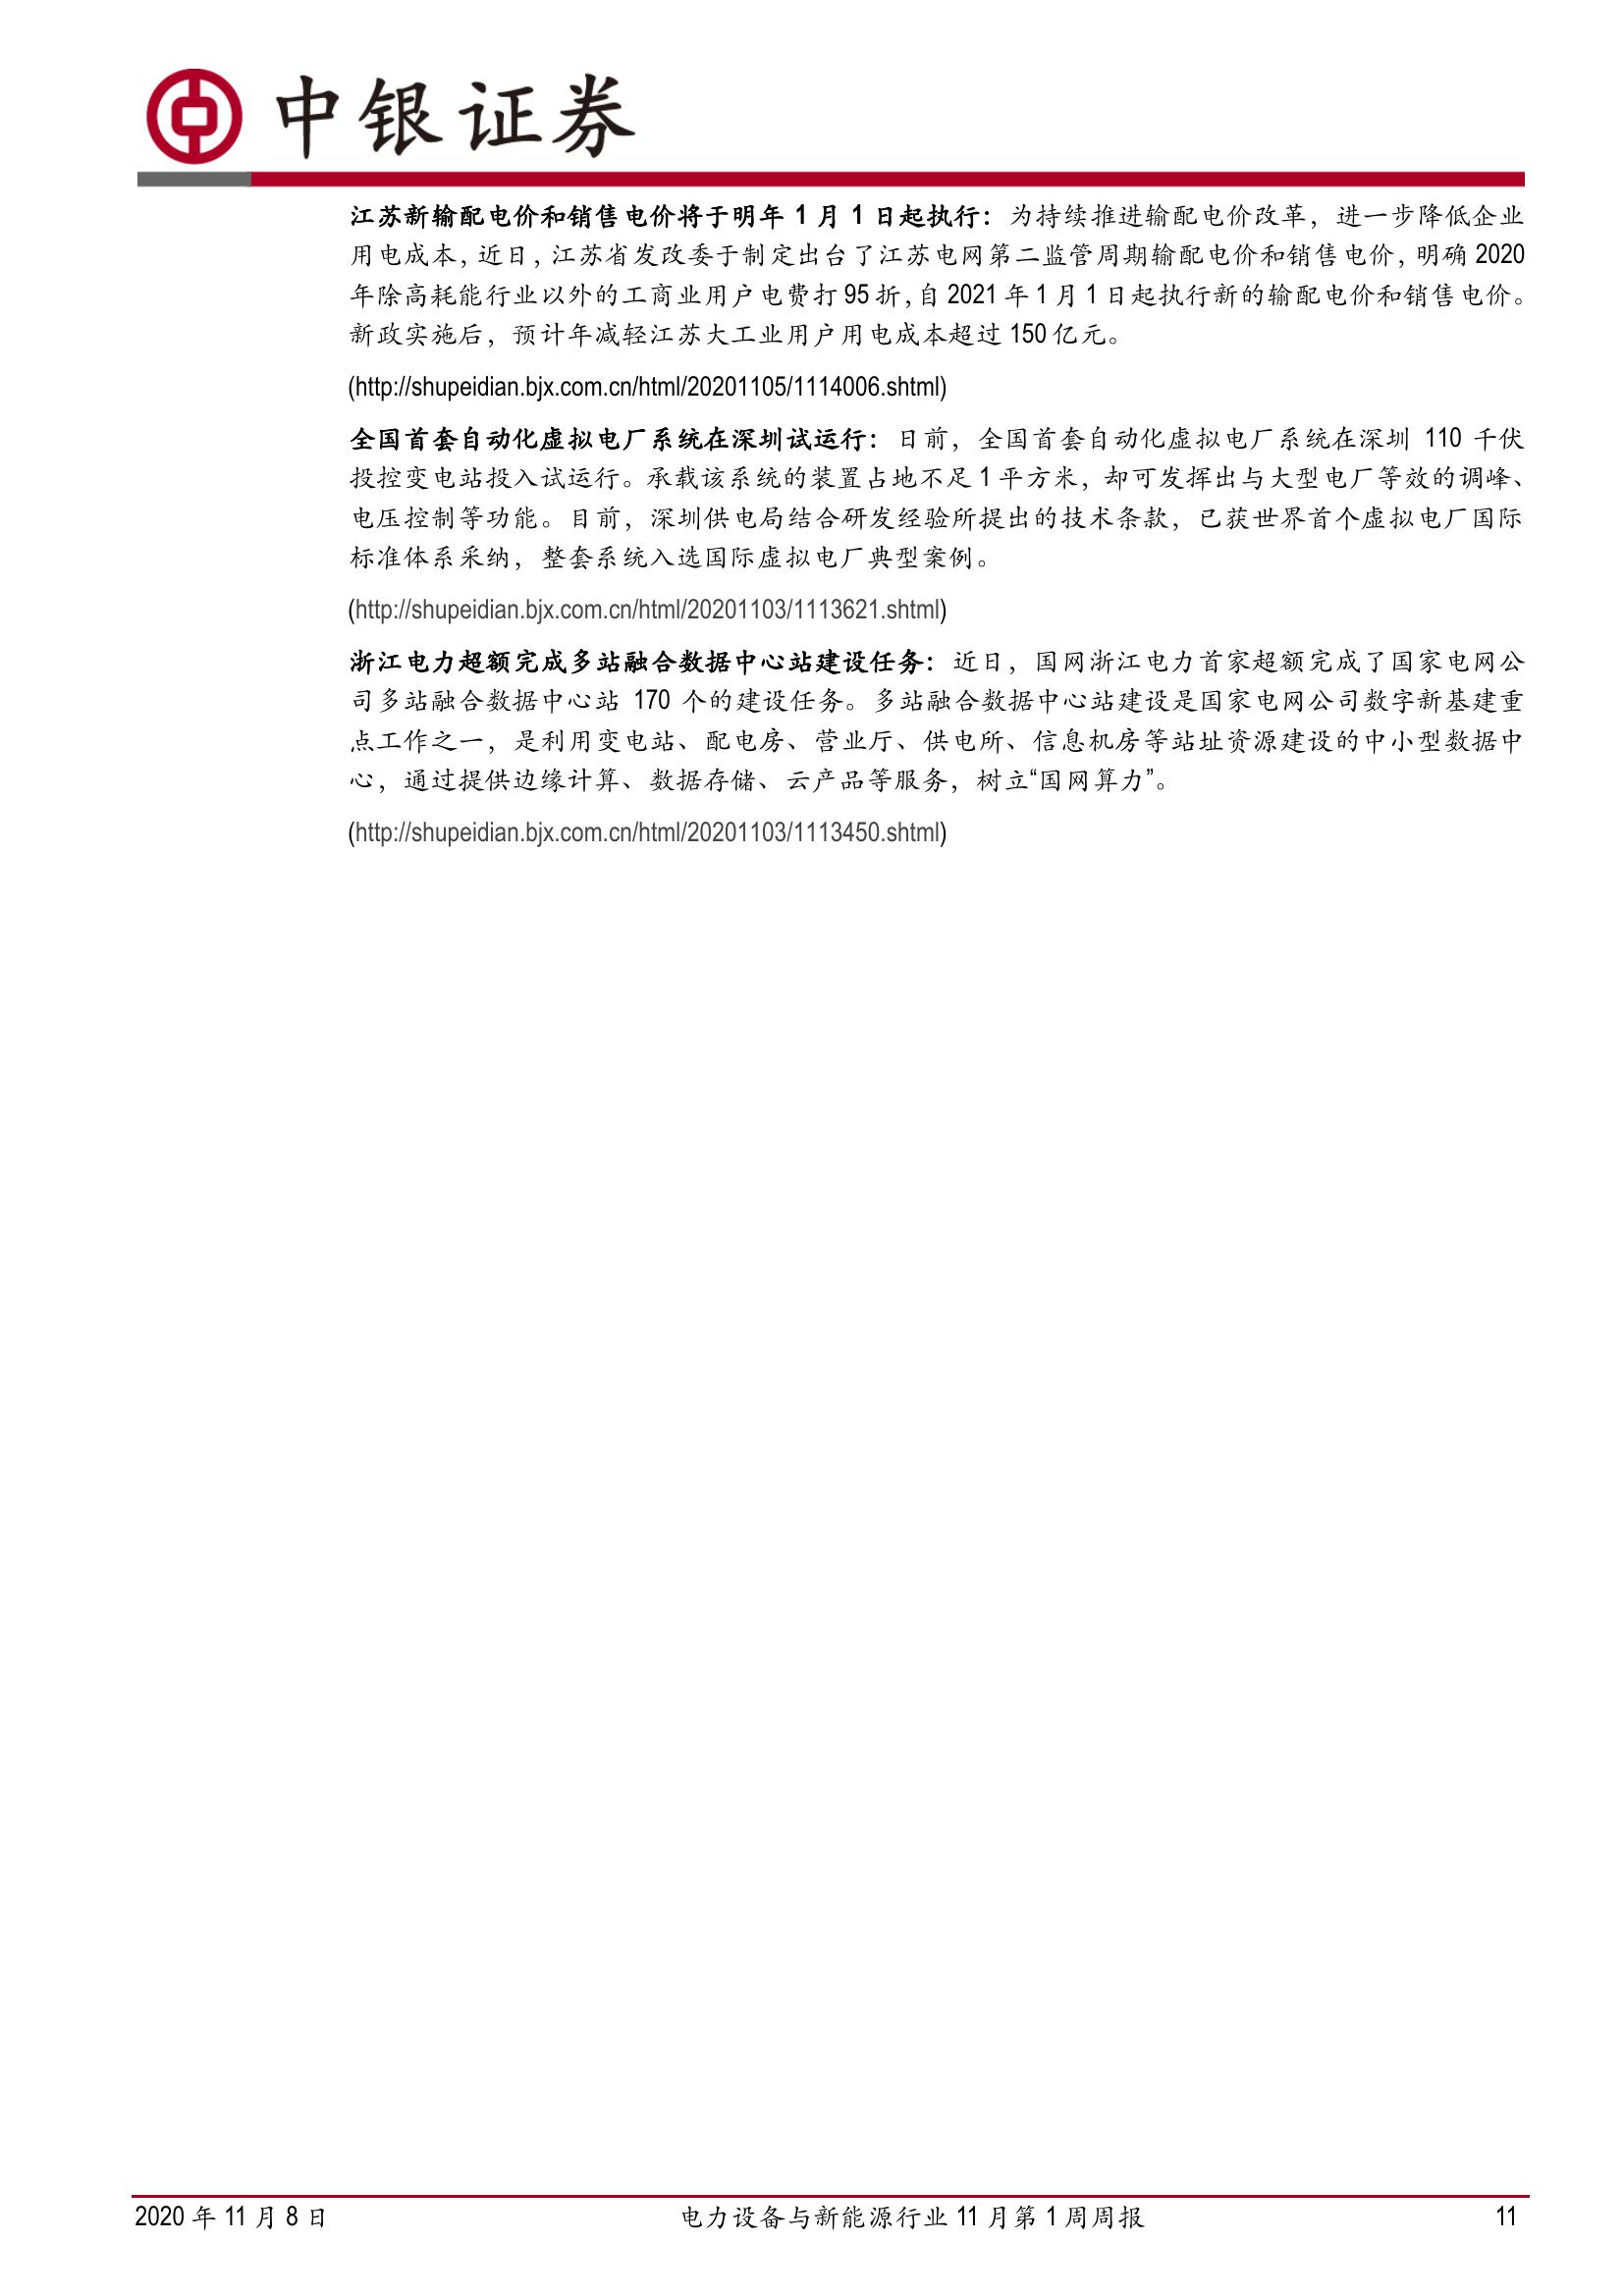 中银证券
江苏新输配电价和销售电价将于明年 1 月 1 日起执行：为持续推进输配电价改革，进一步降低企业
用电成本，近日，江苏省发改委于制定出台了江苏电网第二监管周期输配电价和销售电价，明确 2020
年除高耗能行业以外的工商业用户电费打 95 折，自 2021 年 1 月 1 日起执行新的输配电价和销售电价。
新政实施后，预计年减轻江苏大工业用户用电成本超过 150 亿元。
(http://shupeidian.bjx.com.cn/html/20201105/1114006.shtml)
全国首套自动化虚拟电厂系统在深圳试运行：日前，全国首套自动化虚拟电厂系统在深圳 110 千伏
投控变电站投入试运行。承载该系统的装置占地不足 1 平方米，却可发挥出与大型电厂等效的调峰、
电压控制等功能。目前，深圳供电局结合研发经验所提出的技术条款，已获世界首个虚拟电厂国际
标准体系采纳，整套系统入选国际虚拟电厂典型案例。
(http://shupeidian.bjx.com.cn/html/20201103/1113621.shtml)
浙江电力超额完成多站融合数据中心站建设任务：近日，国网浙江电力首家超额完成了国家电网公
司多站融合数据中心站 170 个的建设任务。多站融合数据中心站建设是国家电网公司数字新基建重
点工作之一，是利用变电站、配电房、营业厅、供电所、信息机房等站址资源建设的中小型数据中
心，通过提供边缘计算、数据存储、云产品等服务，树立“国网算力”。
(http://shupeidian.bjx.com.cn/html/20201103/1113450.shtml)
2020 年 11 月 8 日 电力设备与新能源行业 11 月第 1 周周报 11